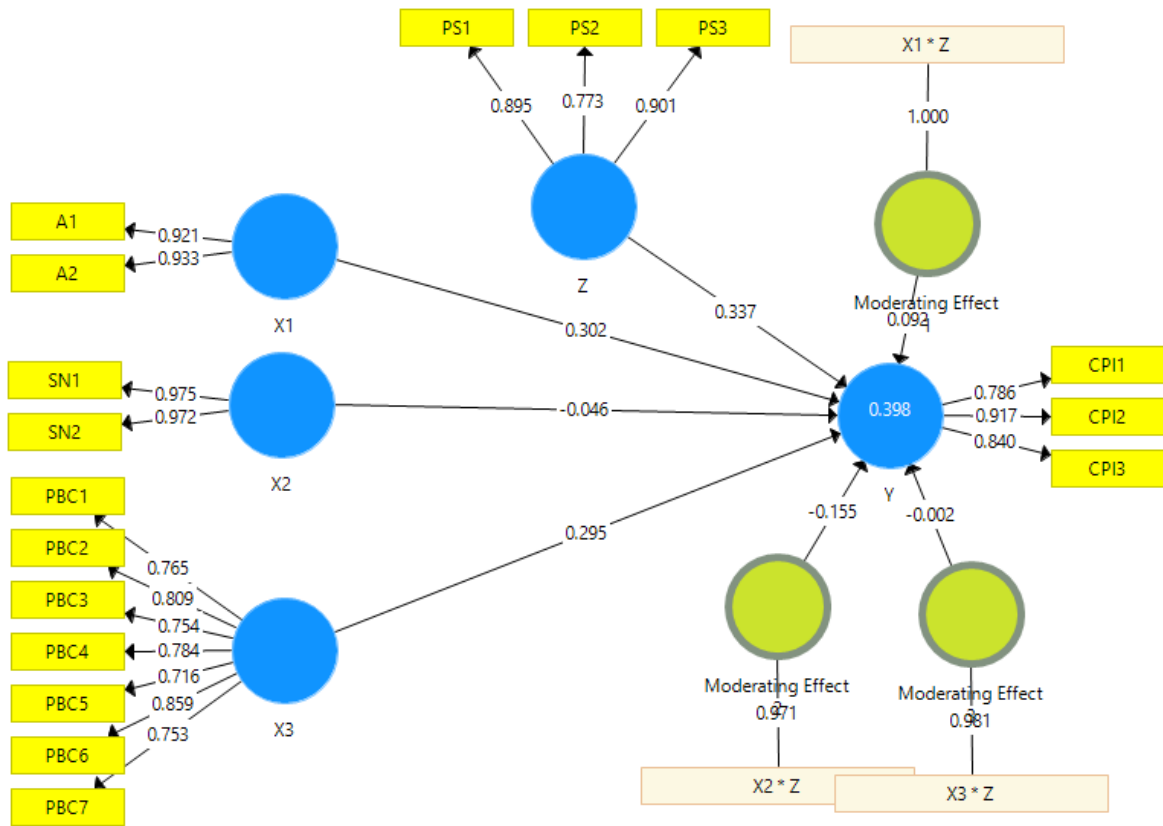 PS1
PS2
PS3
X1 * Z
0.895
0.773
0.901
1.000
A1
A2
0.921
0.933
X1
Z
0.302
0.337
Moderating Effect
1
0.092
SN1
SN2
0.975
0.972
X2
-0.046
0.398
Y
0.786
0.917
0.840
CPI1
CPI2
CPI3
PBC1
PBC2
PBC3
PBC4
PBC5
PBC6
PBC7
0.765
0.809
0.754
0.784
0.716
0.859
0.753
X3
0.295
-0.155
-0.002
Moderating Effect
2
0.971
Moderating Effect
3
0.981
X2 * Z
X3 * Z